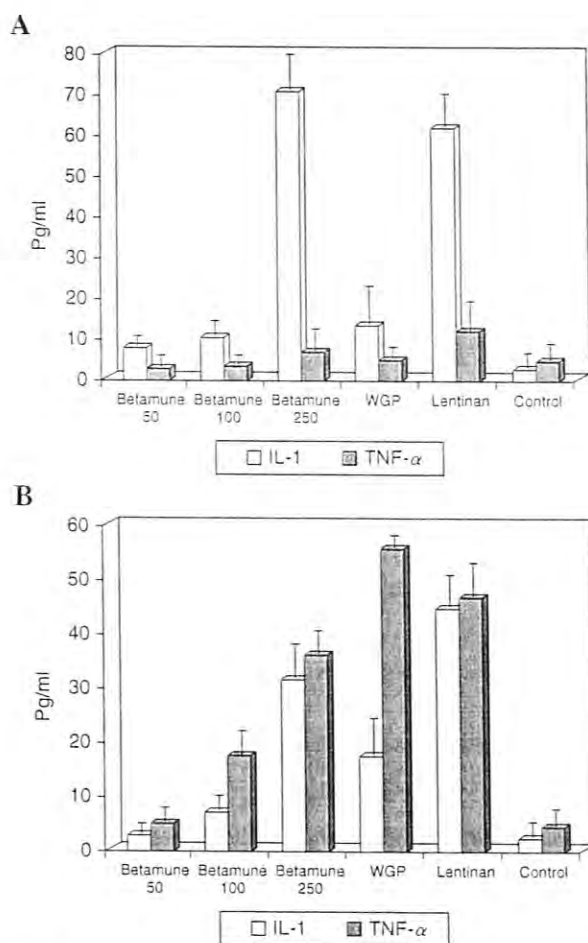 A
80
70
60
50
40
30
20
10
0
Pg/ml
Betamune 50
Betamune 100
Betamune 250
WGP
Lentinan
Control
IL-1 TNF-α
B
60
50
40
30
20
10
0
Pg/ml
Betamune 50
Betamune 100
Betamune 250
WGP
Lentinan
Control
IL-1 TNF-α